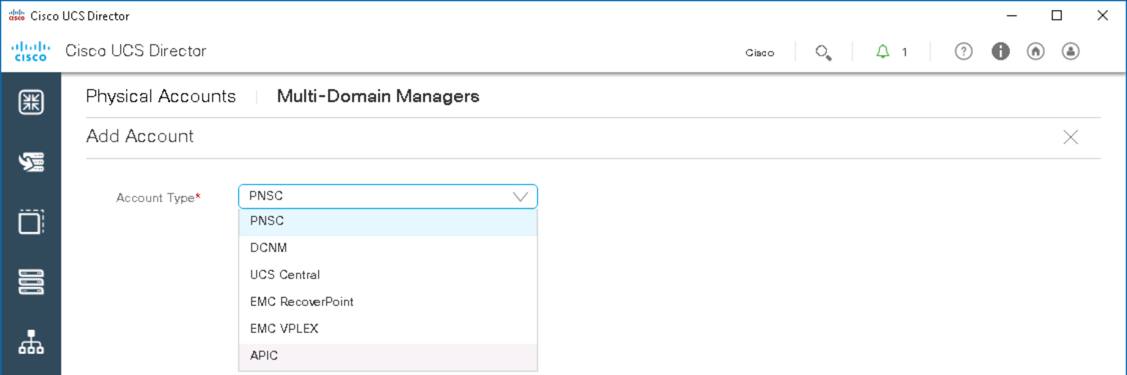 Cisco UCS Director
CISCO Cisco UCS Director Cisco 1
Physical Accounts Multi-Domain Managers
Add Account
Account Type* PNSC
PNSC
DCNM
UCS Central
EMC RecoverPoint
EMC VPLEX
APIC